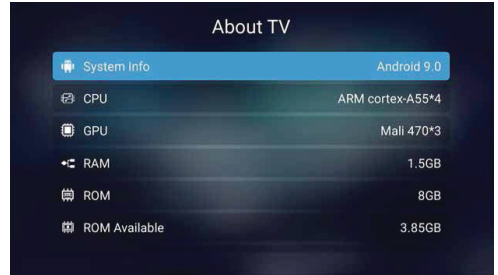 About TV
System Info Android 9.0
CPU ARM cortex-A55*4
GPU Mali 470*3
RAM 1.5GB
ROM 8GB
ROM Available 3.85GB